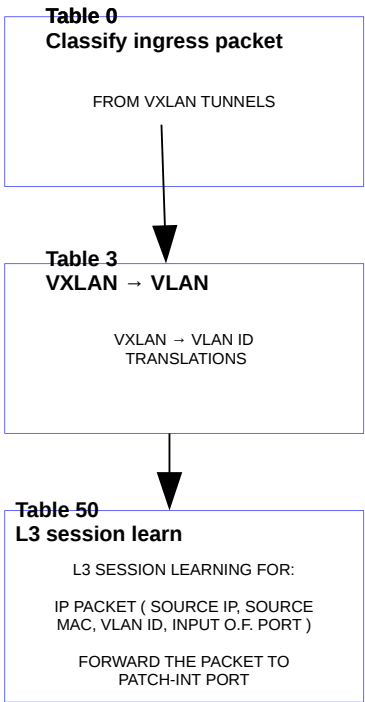 Table 0
Classify ingress packet
FROM VXLAN TUNNELS
Table 3
VXLAN → VLAN
VXLAN → VLAN ID
TRANSLATIONS
Table 50
L3 session learn
L3 SESSION LEARNING FOR:
IP PACKET ( SOURCE IP, SOURCE
MAC, VLAN ID, INPUT O.F. PORT )
FORWARD THE PACKET TO
PATCH-INT PORT